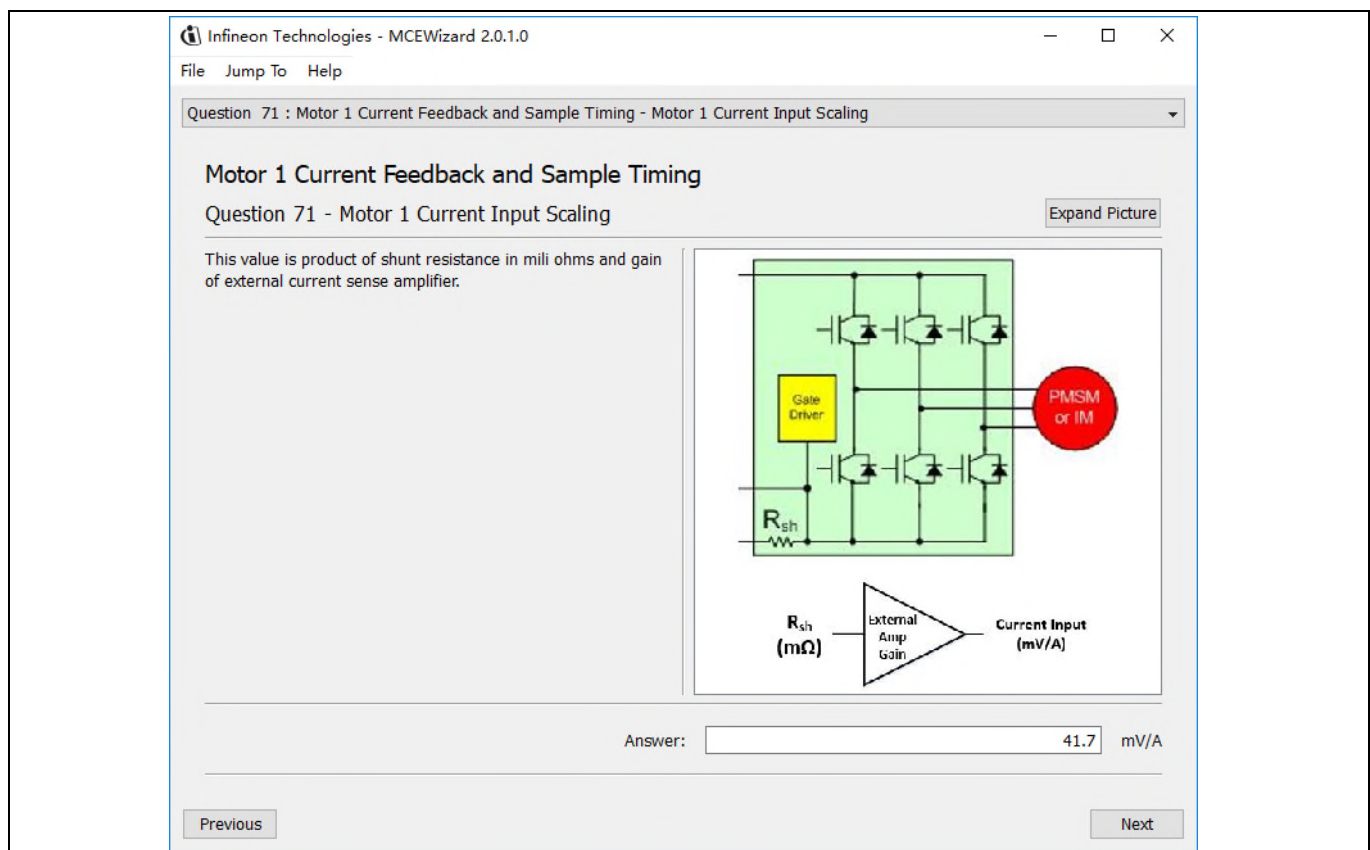 Infineon Technologies - MCEWizard 2.0.1.0
File Jump To Help
Question 71 : Motor 1 Current Feedback and Sample Timing - Motor 1 Current Input Scaling
Motor 1 Current Feedback and Sample Timing
Question 71 - Motor 1 Current Input Scaling
Expand Picture
This value is product of shunt resistance in mili ohms and gain
of external current sense amplifier.
Gate
Driver
PMSM
or IM
Rsh
Rsh
(mΩ)
External
Amp
Gain
Current Input
(mV/A)
Answer: 41.7 mV/A
Previous
Next